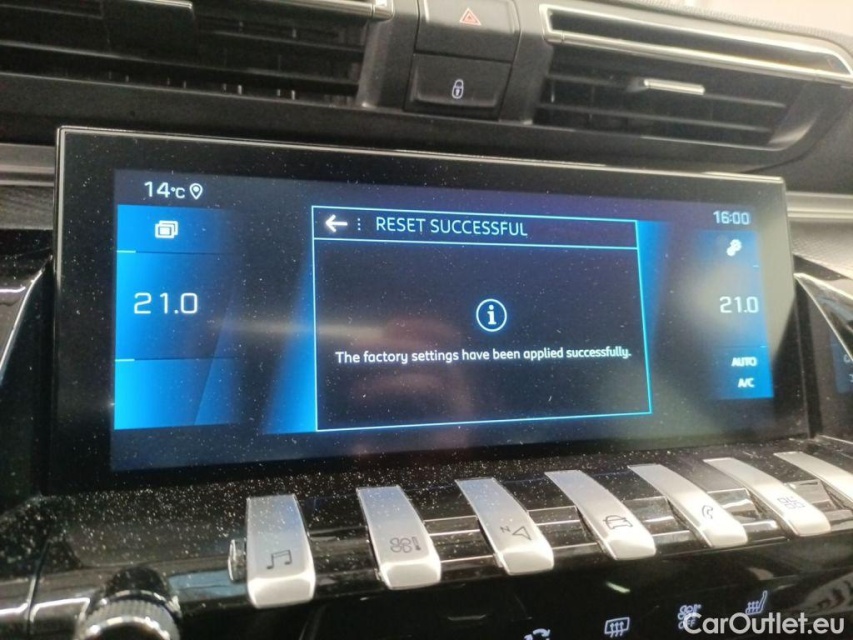 14°C
16:00
RESET SUCCESSFUL
21.0
21.0
The factory settings have been applied successfully.
AUTO
A/C
N
CarOutlet.eu